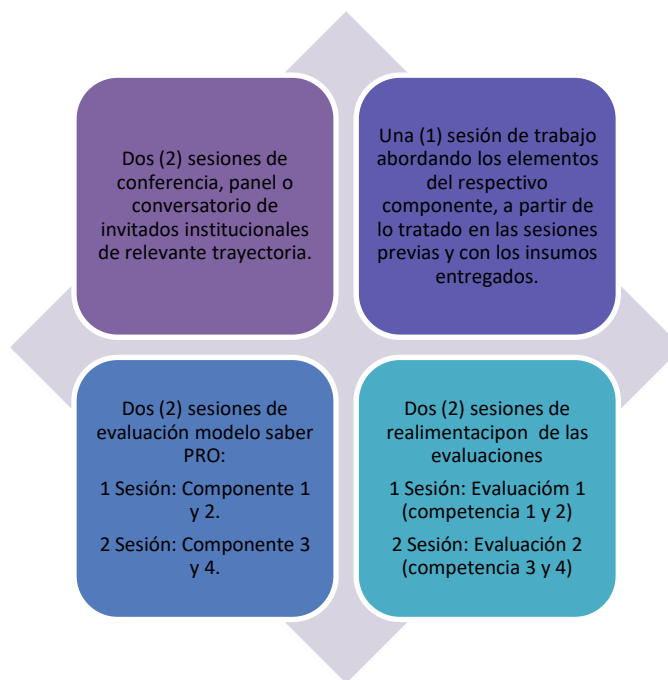 Dos (2) sesiones de
conferencia, panel o
conversatorio de
invitados institucionales
de relevante trayectoria.
Una (1) sesión de trabajo
abordando los elementos
del respectivo
componente, a partir de
lo tratado en las sesiones
previas y con los insumos
entregados.
Dos (2) sesiones de
evaluación modelo saber
PRO:
1 Sesión: Componente 1
y 2.
2 Sesión: Componente 3
y 4.
Dos (2) sesiones de
realimentacipon de las
evaluaciones
1 Sesión: Evaluacióm 1
(competencia 1 y 2)
2 Sesión: Evaluación 2
(competencia 3 y 4)